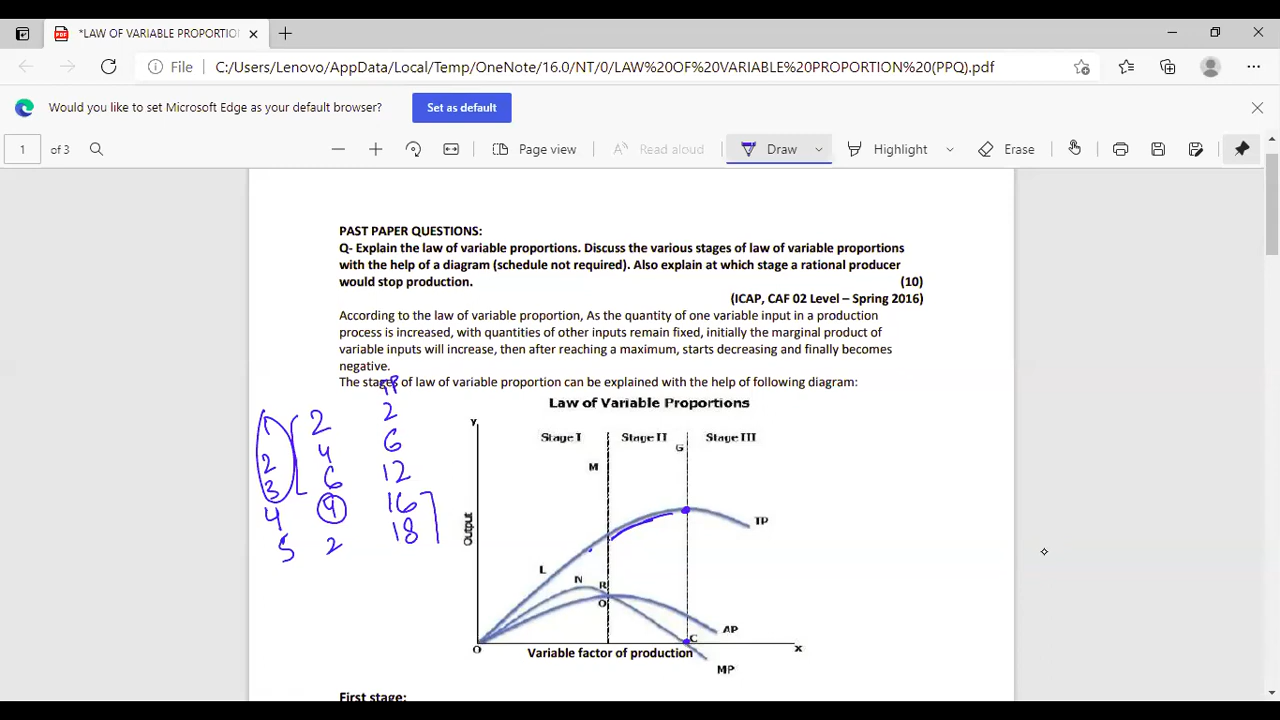 *LAW OF VARIABLE PROPORTION
File C:/Users/Lenovo/AppData/Local/Temp/OneNote/16.0/NT/0/LAW%20OF%20VARIABLE%20PROPORTION%20(PPQ).pdf
Would you like to set Microsoft Edge as your default browser? Set as default
1 of 3 Page view Read aloud Draw Highlight Erase
PAST PAPER QUESTIONS:
Q- Explain the law of variable proportions. Discuss the various stages of law of variable proportions
with the help of a diagram (schedule not required). Also explain at which stage a rational producer
would stop production. (10)
(ICAP, CAF 02 Level – Spring 2016)
According to the law of variable proportion, As the quantity of one variable input in a production
process is increased, with quantities of other inputs remain fixed, initially the marginal product of
variable inputs will increase, then after reaching a maximum, starts decreasing and finally becomes
negative.
The stages of law of variable proportion can be explained with the help of following diagram:
TP
1 2 2
2 4 6
3 6 12
4 4 16
5 2 18
Law of Variable Proportions
Y
Stage I Stage II Stage III
G
M
Output
TP
L
N R
O
AP
C
O Variable factor of production X
MP
First stage: